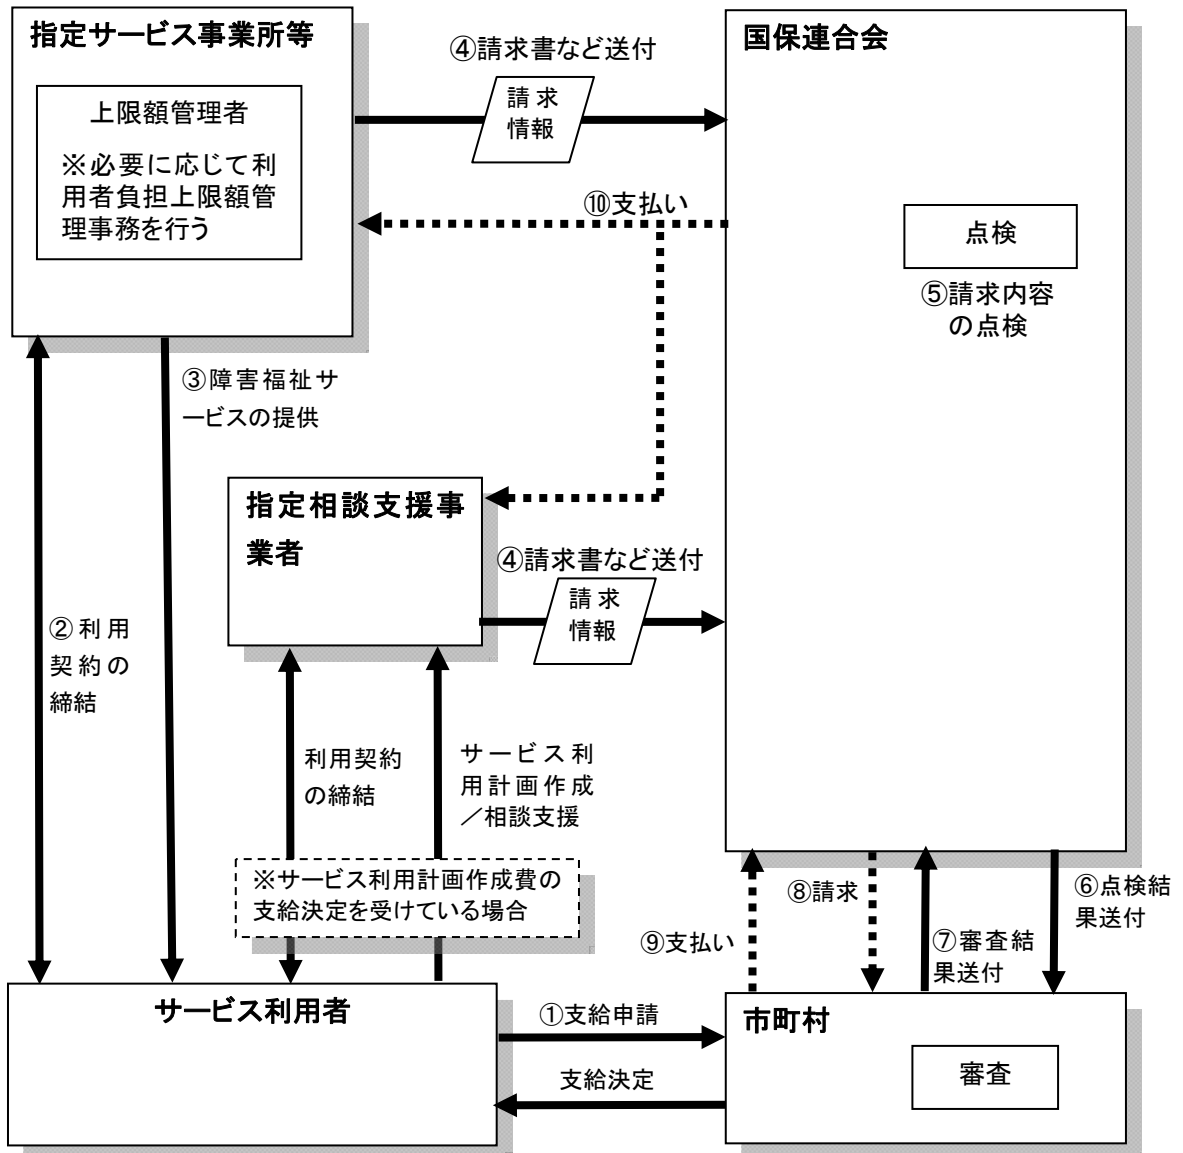 指定サービス事業所等
上限額管理者
※必要に応じて利
用者負担上限額管
理事務を行う
④請求書など送付
請求
情報
国保連合会
⑩支払い
点検
⑤請求内容
の点検
③障害福祉サ
ービスの提供
指定相談支援事
業者
④請求書など送付
請求
情報
②利用
契約の
締結
利用契約
の締結
サービス利
用計画作成
／相談支援
※サービス利用計画作成費の
支給決定を受けている場合
⑨支払い
⑧請求
⑦審査結
果送付
⑥点検結
果送付
サービス利用者
①支給申請
支給決定
市町村
審査